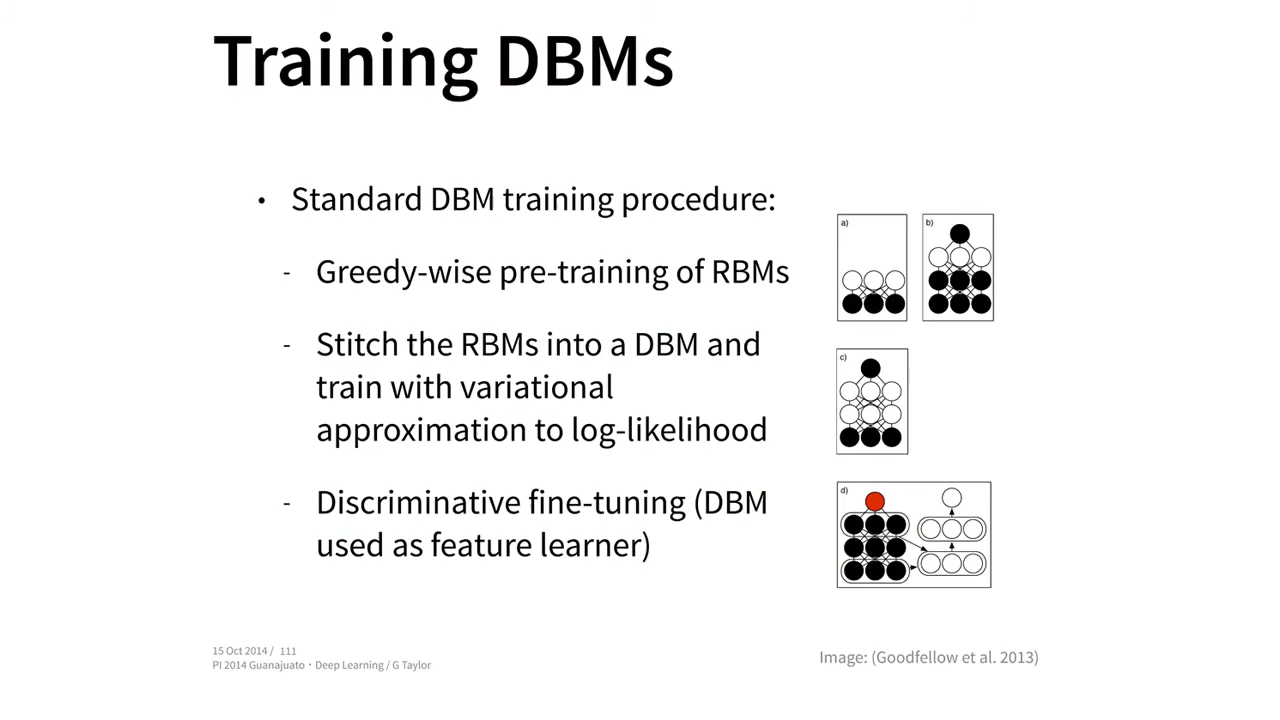 Training DBMs
• Standard DBM training procedure:
- Greedy-wise pre-training of RBMs
- Stitch the RBMs into a DBM and
train with variational
approximation to log-likelihood
- Discriminative fine-tuning (DBM
used as feature learner)
a)
b)
c)
d)
15 Oct 2014 / 111
PI 2014 Guanajuato · Deep Learning / G Taylor
Image: (Goodfellow et al. 2013)